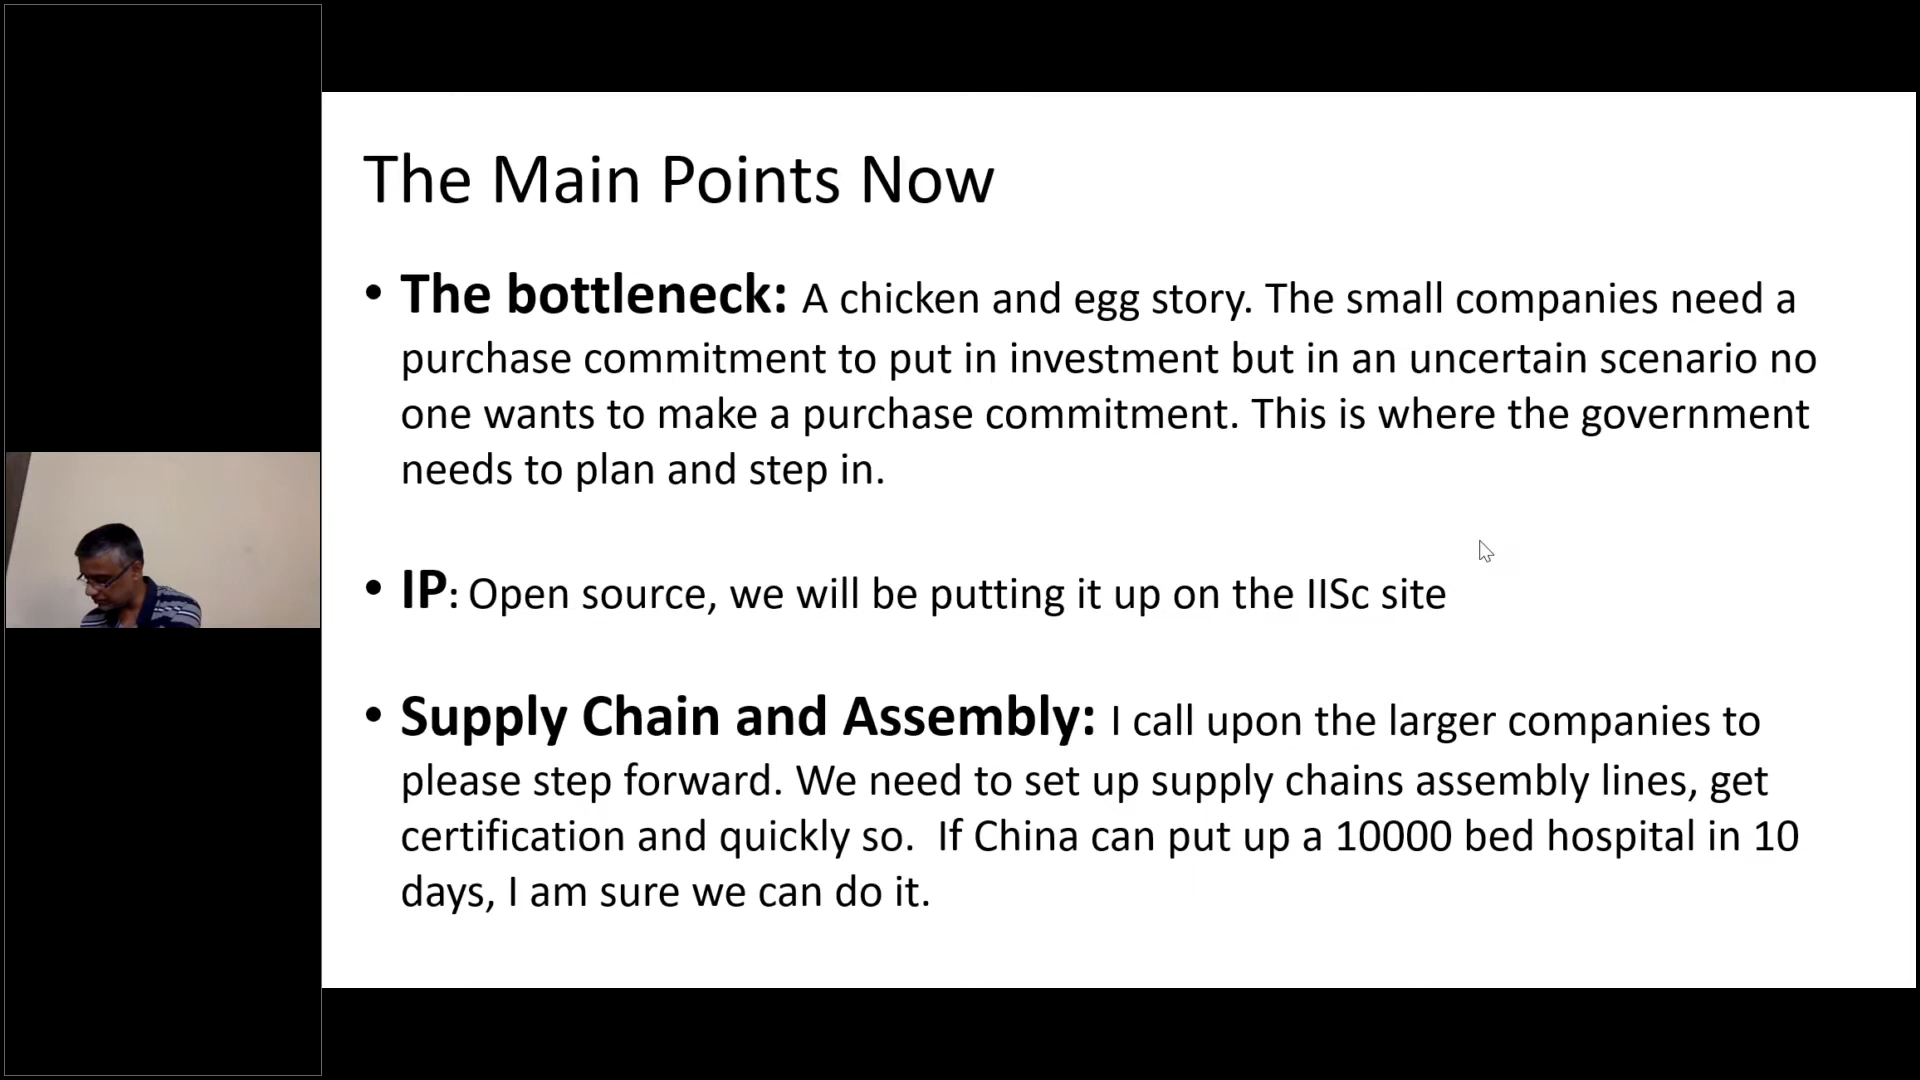 The Main Points Now
• The bottleneck: A chicken and egg story. The small companies need a
purchase commitment to put in investment but in an uncertain scenario no
one wants to make a purchase commitment. This is where the government
needs to plan and step in.
• IP: Open source, we will be putting it up on the IISc site
• Supply Chain and Assembly: I call upon the larger companies to
please step forward. We need to set up supply chains assembly lines, get
certification and quickly so.  If China can put up a 10000 bed hospital in 10
days, I am sure we can do it.